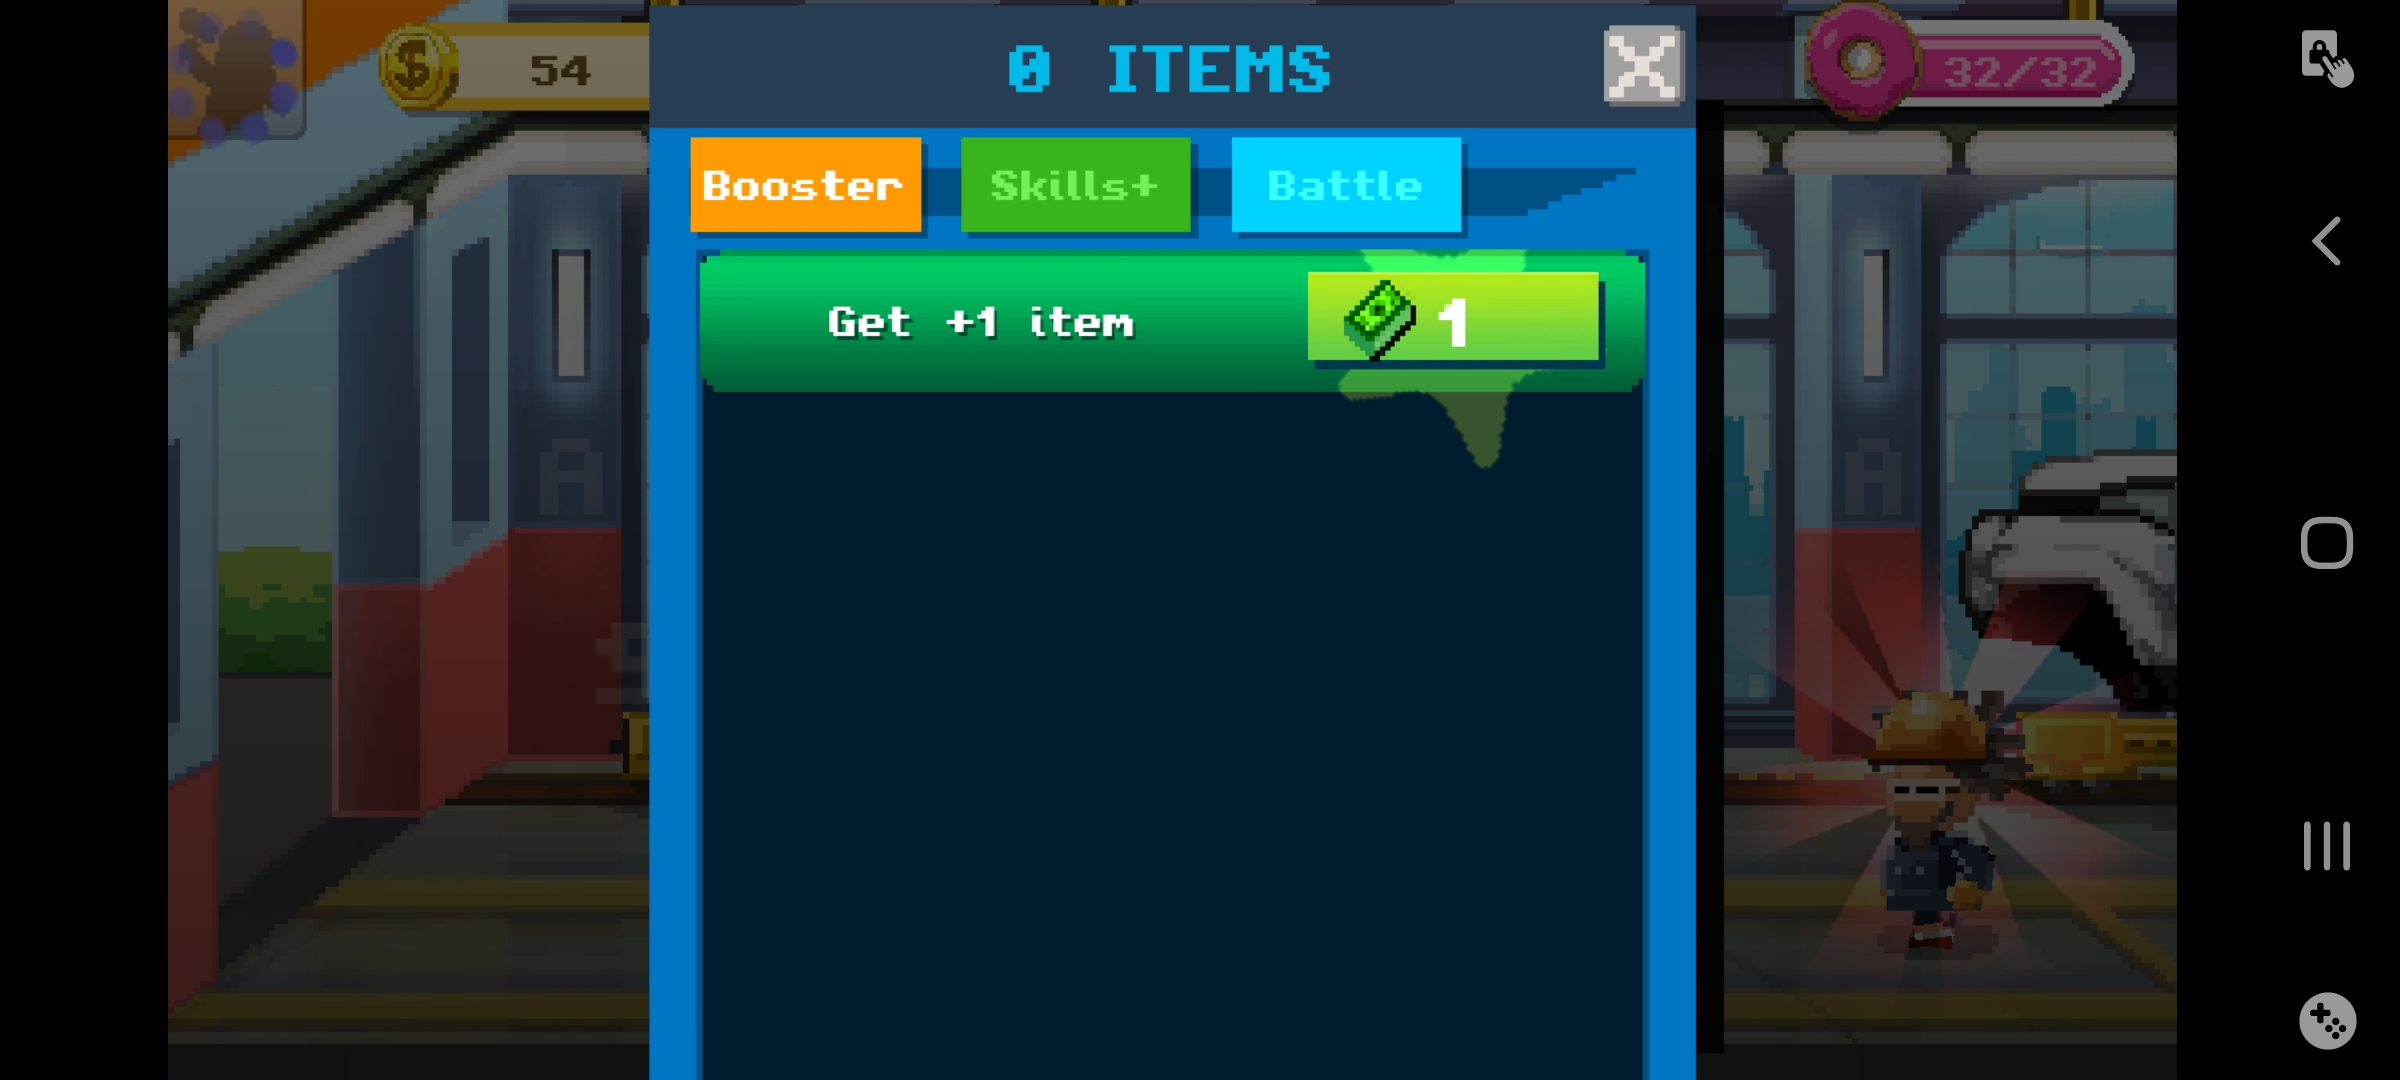 54
0 ITEMS
32/32
Booster
Skills+
Battle
Get +1 item
1
A
A